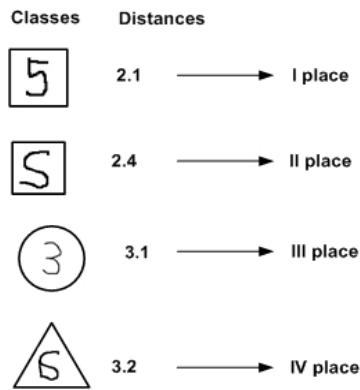 Classes Distances
5 2.1 I place
5 2.4 II place
3 3.1 III place
6 3.2 IV place